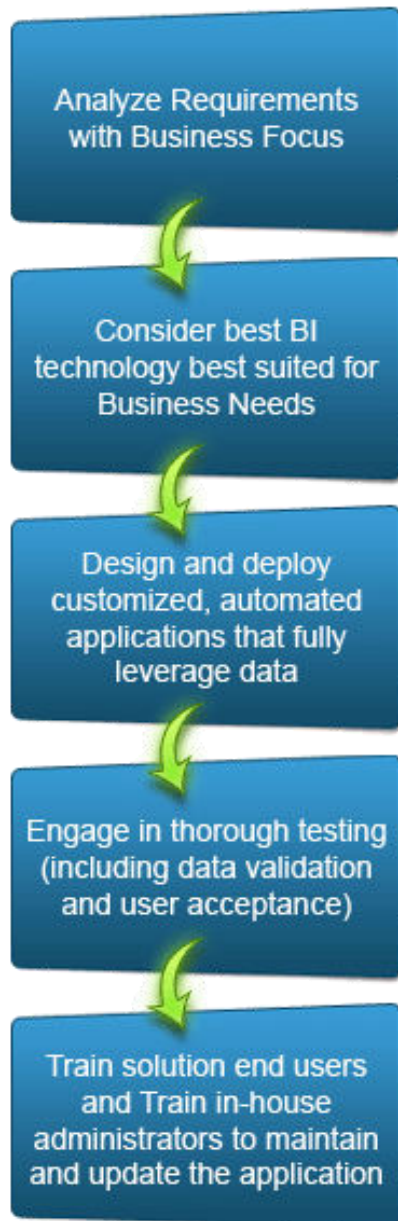 Analyze Requirements
with Business Focus
Consider best BI
technology best suited for
Business Needs
Design and deploy
customized, automated
applications that fully
leverage data
Engage in thorough testing
(including data validation
and user acceptance)
Train solution end users
and Train in-house
administrators to maintain
and update the application